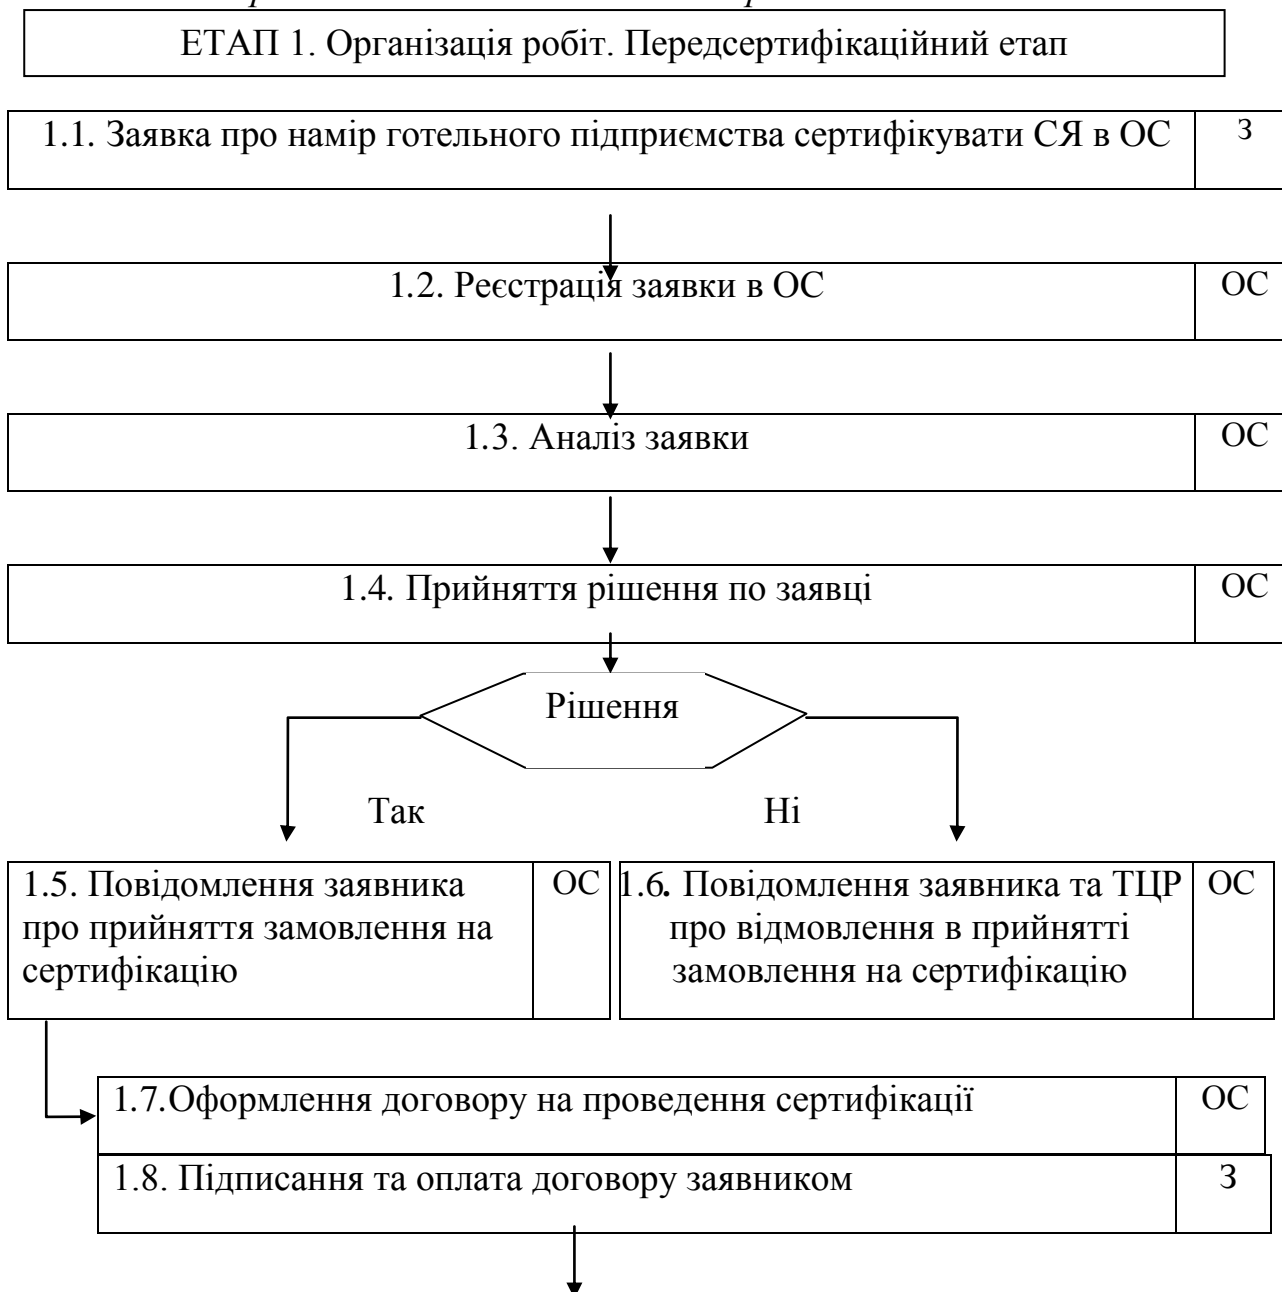 ЕТАП 1. Організація робіт. Передсертифікаційний етап
1.1. Заявка про намір готельного підприємства сертифікувати СЯ в ОС
З
1.2. Реєстрація заявки в ОС
ОС
1.3. Аналіз заявки
ОС
1.4. Прийняття рішення по заявці
ОС
Рішення
Так
Ні
1.5. Повідомлення заявника
про прийняття замовлення на
сертифікацію
ОС
1.6. Повідомлення заявника та ТЦР
про відмовлення в прийнятті
замовлення на сертифікацію
ОС
1.7.Оформлення договору на проведення сертифікації
ОС
1.8. Підписання та оплата договору заявником
З